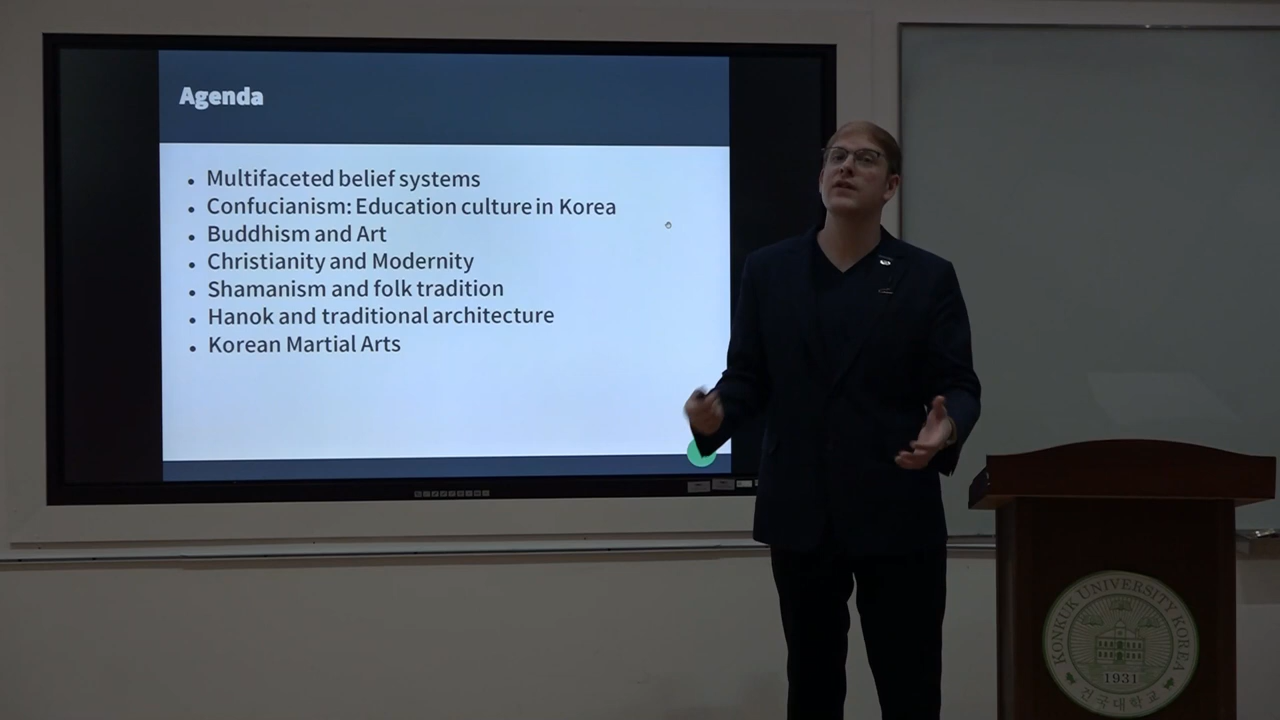 Agenda
• Multifaceted belief systems
• Confucianism: Education culture in Korea
• Buddhism and Art
• Christianity and Modernity
• Shamanism and folk tradition
• Hanok and traditional architecture
• Korean Martial Arts
KONKUK UNIVERSITY KOREA
1931
건국대학교